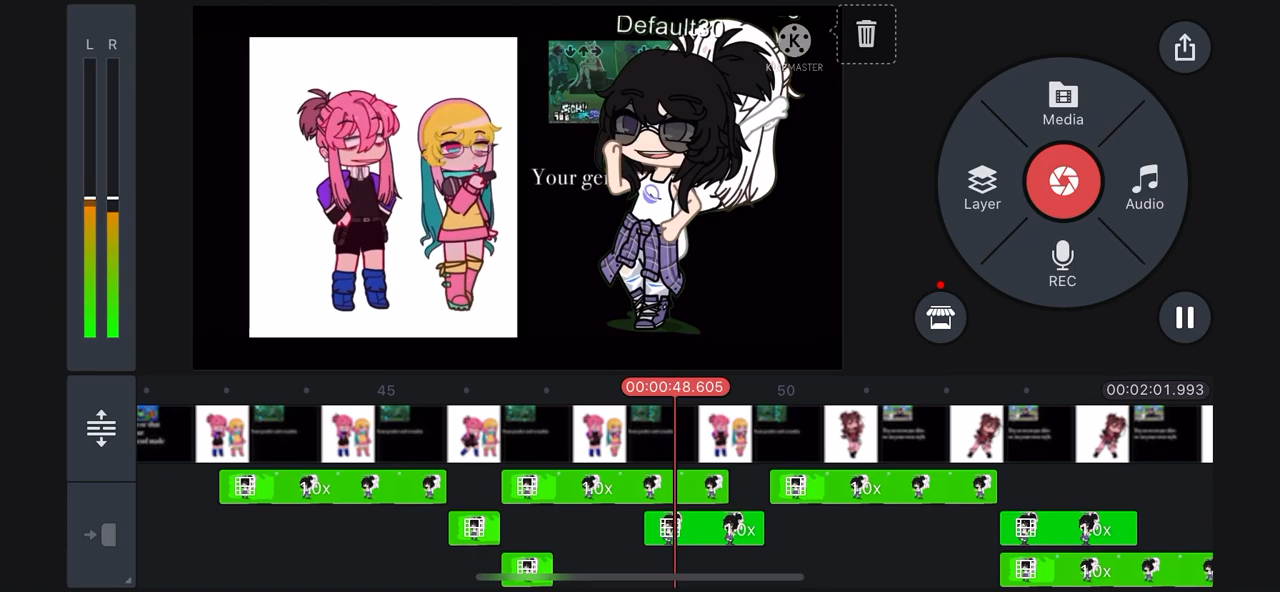 L R
Default30
KINEMASTER
Your ge
Media
Layer
Audio
REC
00:00:48.605
45
50
00:02:01.993
1.0x
1.0x
1.0x
1.0x
1.0x
1.0x